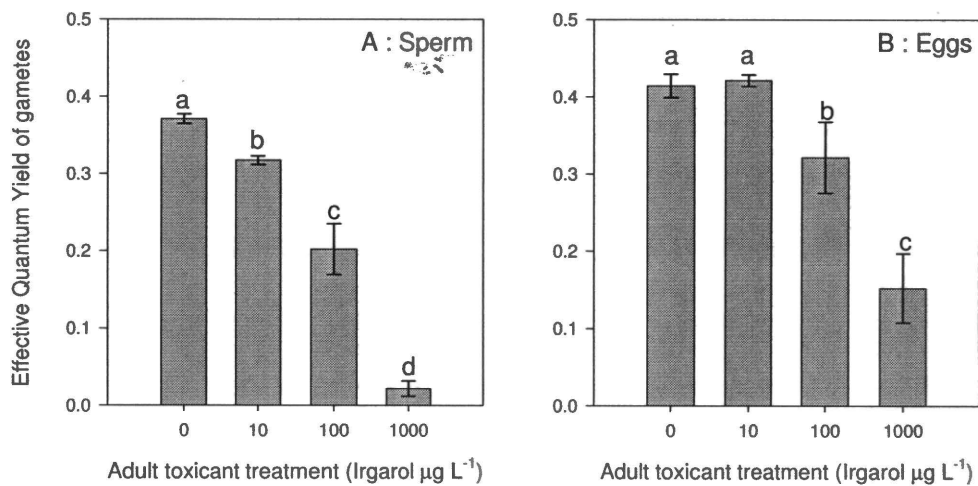 A : Sperm
0.5
0.4
0.3
0.2
0.1
0.0
Effective Quantum Yield of gametes
a
b
c
d
0 10 100 1000
Adult toxicant treatment (Irgarol µg L⁻¹)
B : Eggs
0.5
0.4
0.3
0.2
0.1
0.0
a
a
b
c
0 10 100 1000
Adult toxicant treatment (Irgarol µg L⁻¹)